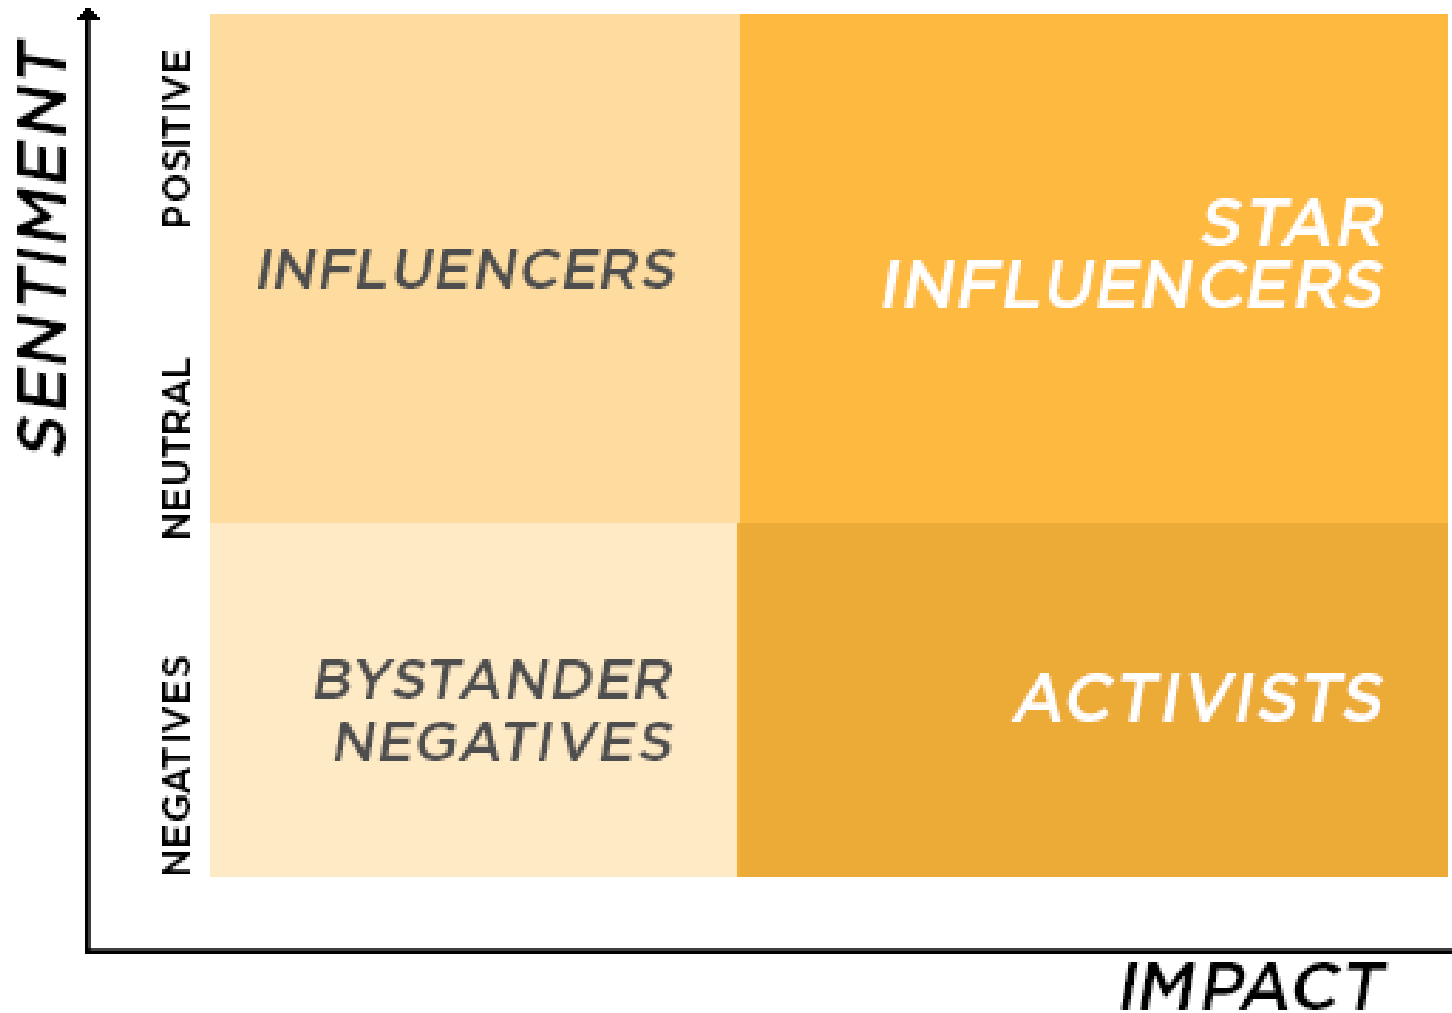 SENTIMENT
POSITIVE
NEUTRAL
NEGATIVES
INFLUENCERS
STAR
INFLUENCERS
BYSTANDER
NEGATIVES
ACTIVISTS
IMPACT